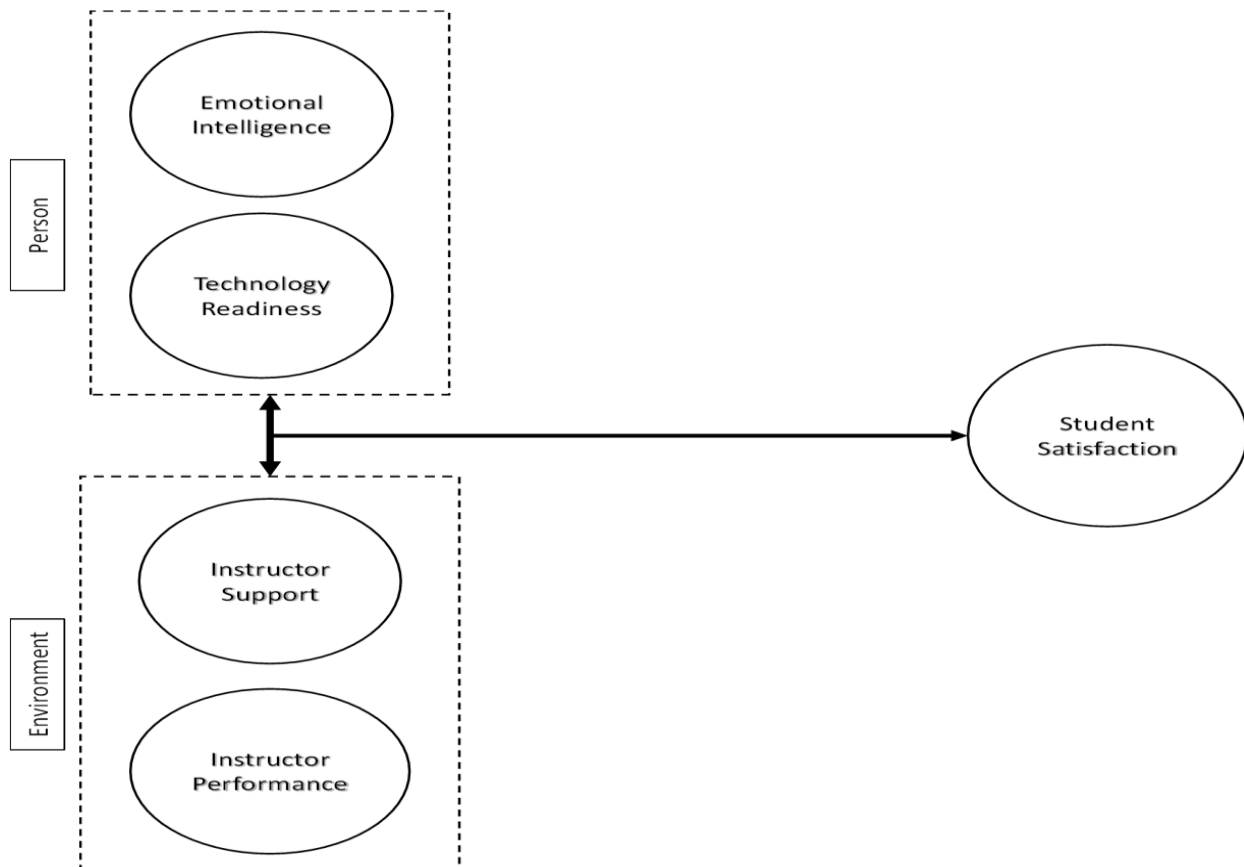 Emotional
Intelligence
Person
Technology
Readiness
Student
Satisfaction
Instructor
Support
Environment
Instructor
Performance